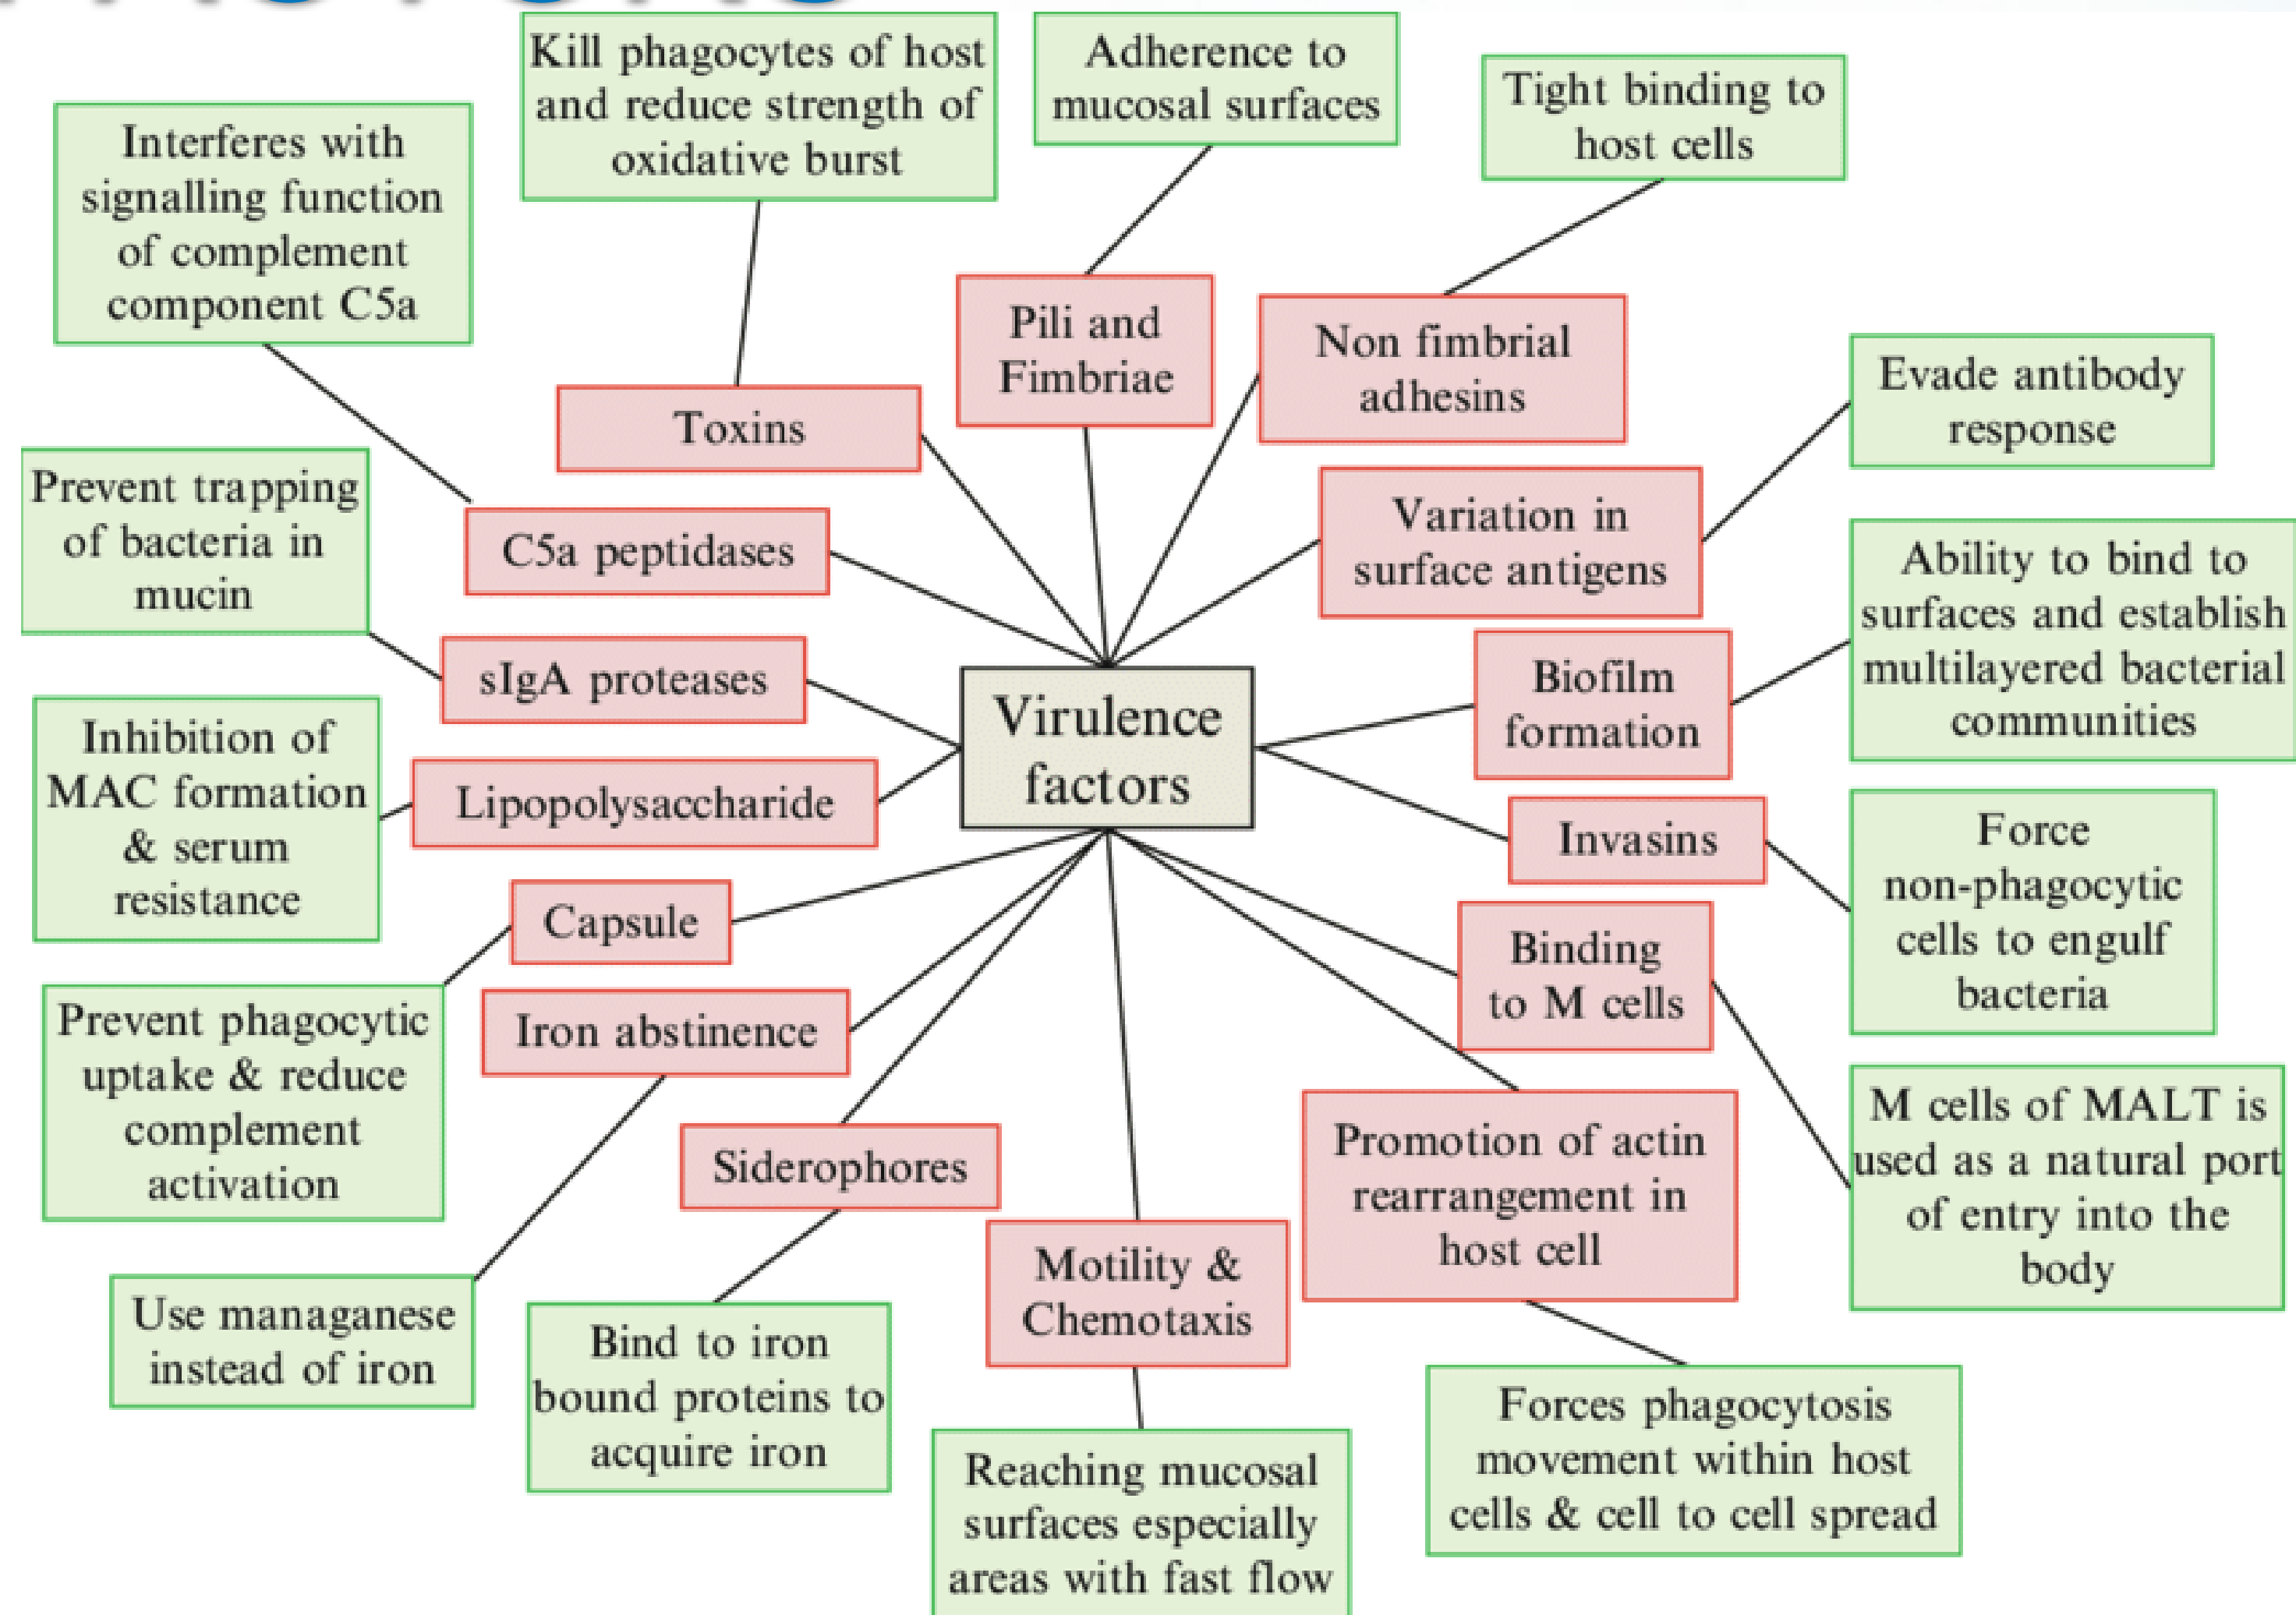 Kill phagocytes of host
and reduce strength of
oxidative burst
Adherence to
mucosal surfaces
Tight binding to
host cells
Interferes with
signalling function
of complement
component C5a
Pili and
Fimbriae
Non fimbrial
adhesins
Evade antibody
response
Toxins
Prevent trapping
of bacteria in
mucin
C5a peptidases
Variation in
surface antigens
Ability to bind to
surfaces and establish
multilayered bacterial
communities
sIgA proteases
Virulence
factors
Biofilm
formation
Inhibition of
MAC formation
& serum
resistance
Lipopolysaccharide
Invasins
Force
non-phagocytic
cells to engulf
bacteria
Capsule
Binding
to M cells
Prevent phagocytic
uptake & reduce
complement
activation
Iron abstinence
M cells of MALT is
used as a natural port
of entry into the
body
Siderophores
Promotion of actin
rearrangement in
host cell
Motility &
Chemotaxis
Use managanese
instead of iron
Bind to iron
bound proteins to
acquire iron
Reaching mucosal
surfaces especially
areas with fast flow
Forces phagocytosis
movement within host
cells & cell to cell spread